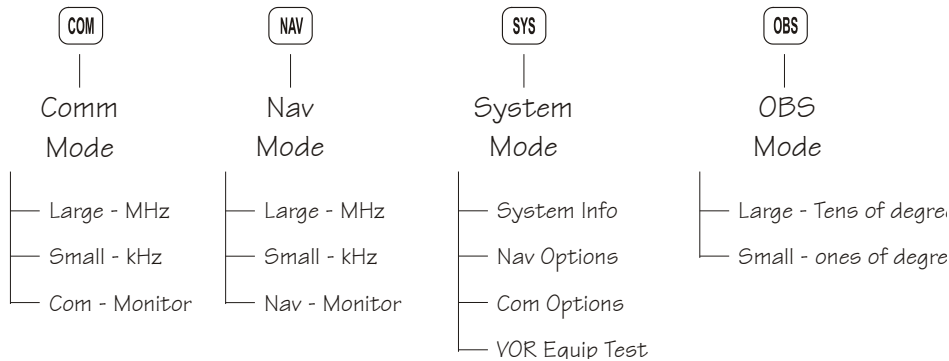 COM
NAV
SYS
OBS
Comm
Mode
Nav
Mode
System
Mode
OBS
Mode
Large - MHz
Small - kHz
Com - Monitor
Large - MHz
Small - kHz
Nav - Monitor
System Info
Nav Options
Com Options
VOR Equip Test
Large - Tens of degre
Small - ones of degre